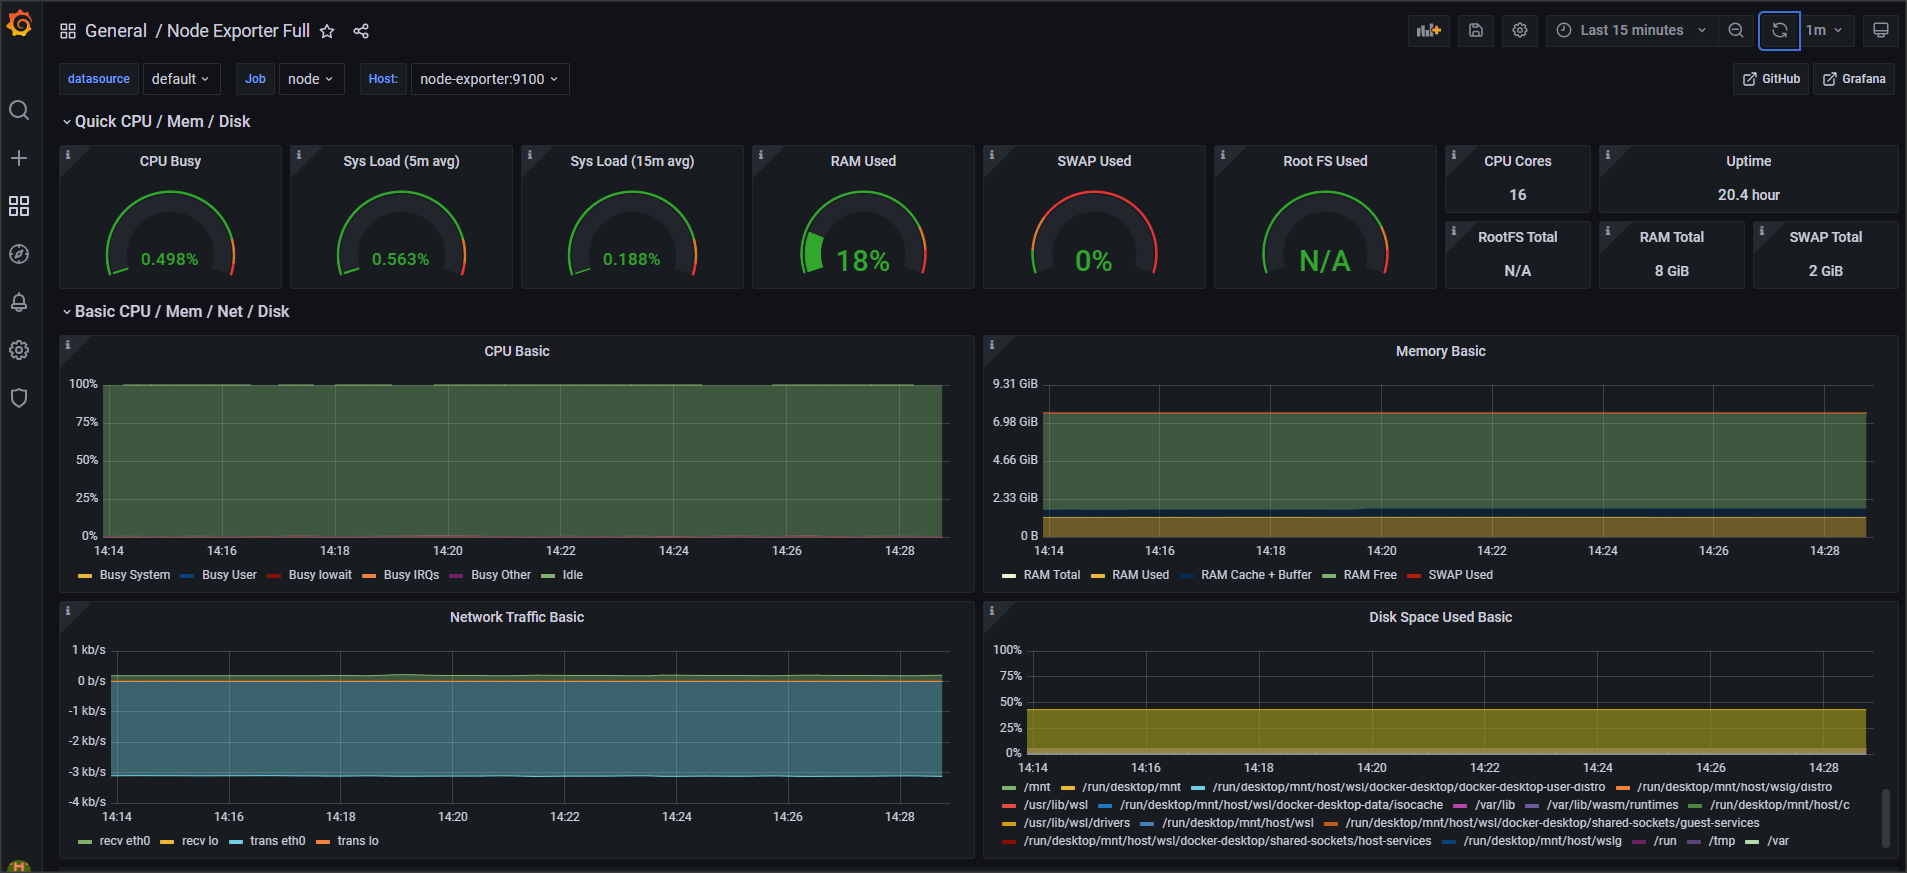 General / Node Exporter Full
Last 15 minutes
1m
datasource default Job node Host: node-exporter:9100
GitHub Grafana
Quick CPU / Mem / Disk
CPU Busy
0.498%
Sys Load (5m avg)
0.563%
Sys Load (15m avg)
0.188%
RAM Used
18%
SWAP Used
0%
Root FS Used
N/A
CPU Cores
16
Uptime
20.4 hour
RootFS Total
N/A
RAM Total
8 GiB
SWAP Total
2 GiB
Basic CPU / Mem / Net / Disk
CPU Basic
100%
75%
50%
25%
0%
14:14 14:16 14:18 14:20 14:22 14:24 14:26 14:28
Busy System Busy User Busy Iowait Busy IRQs Busy Other Idle
Memory Basic
9.31 GiB
6.98 GiB
4.66 GiB
2.33 GiB
0 B
14:14 14:16 14:18 14:20 14:22 14:24 14:26 14:28
RAM Total RAM Used RAM Cache + Buffer RAM Free SWAP Used
Network Traffic Basic
1 kb/s
0 b/s
-1 kb/s
-2 kb/s
-3 kb/s
-4 kb/s
14:14 14:16 14:18 14:20 14:22 14:24 14:26 14:28
recv eth0 recv lo trans eth0 trans lo
Disk Space Used Basic
100%
75%
50%
25%
0%
14:14 14:16 14:18 14:20 14:22 14:24 14:26 14:28
/mnt /run/desktop/mnt /run/desktop/mnt/host/wsl/docker-desktop/docker-desktop-user-distro /run/desktop/mnt/host/wslg/distro
/usr/lib/wsl /run/desktop/mnt/host/wsl/docker-desktop-data/isocache /var/lib /var/lib/wasm/runtimes /run/desktop/mnt/host/c
/usr/lib/wsl/drivers /run/desktop/mnt/host/wsl /run/desktop/mnt/host/wsl/docker-desktop/shared-sockets/guest-services
/run/desktop/mnt/host/wsl/docker-desktop/shared-sockets/host-services /run/desktop/mnt/host/wslg /run /tmp /var